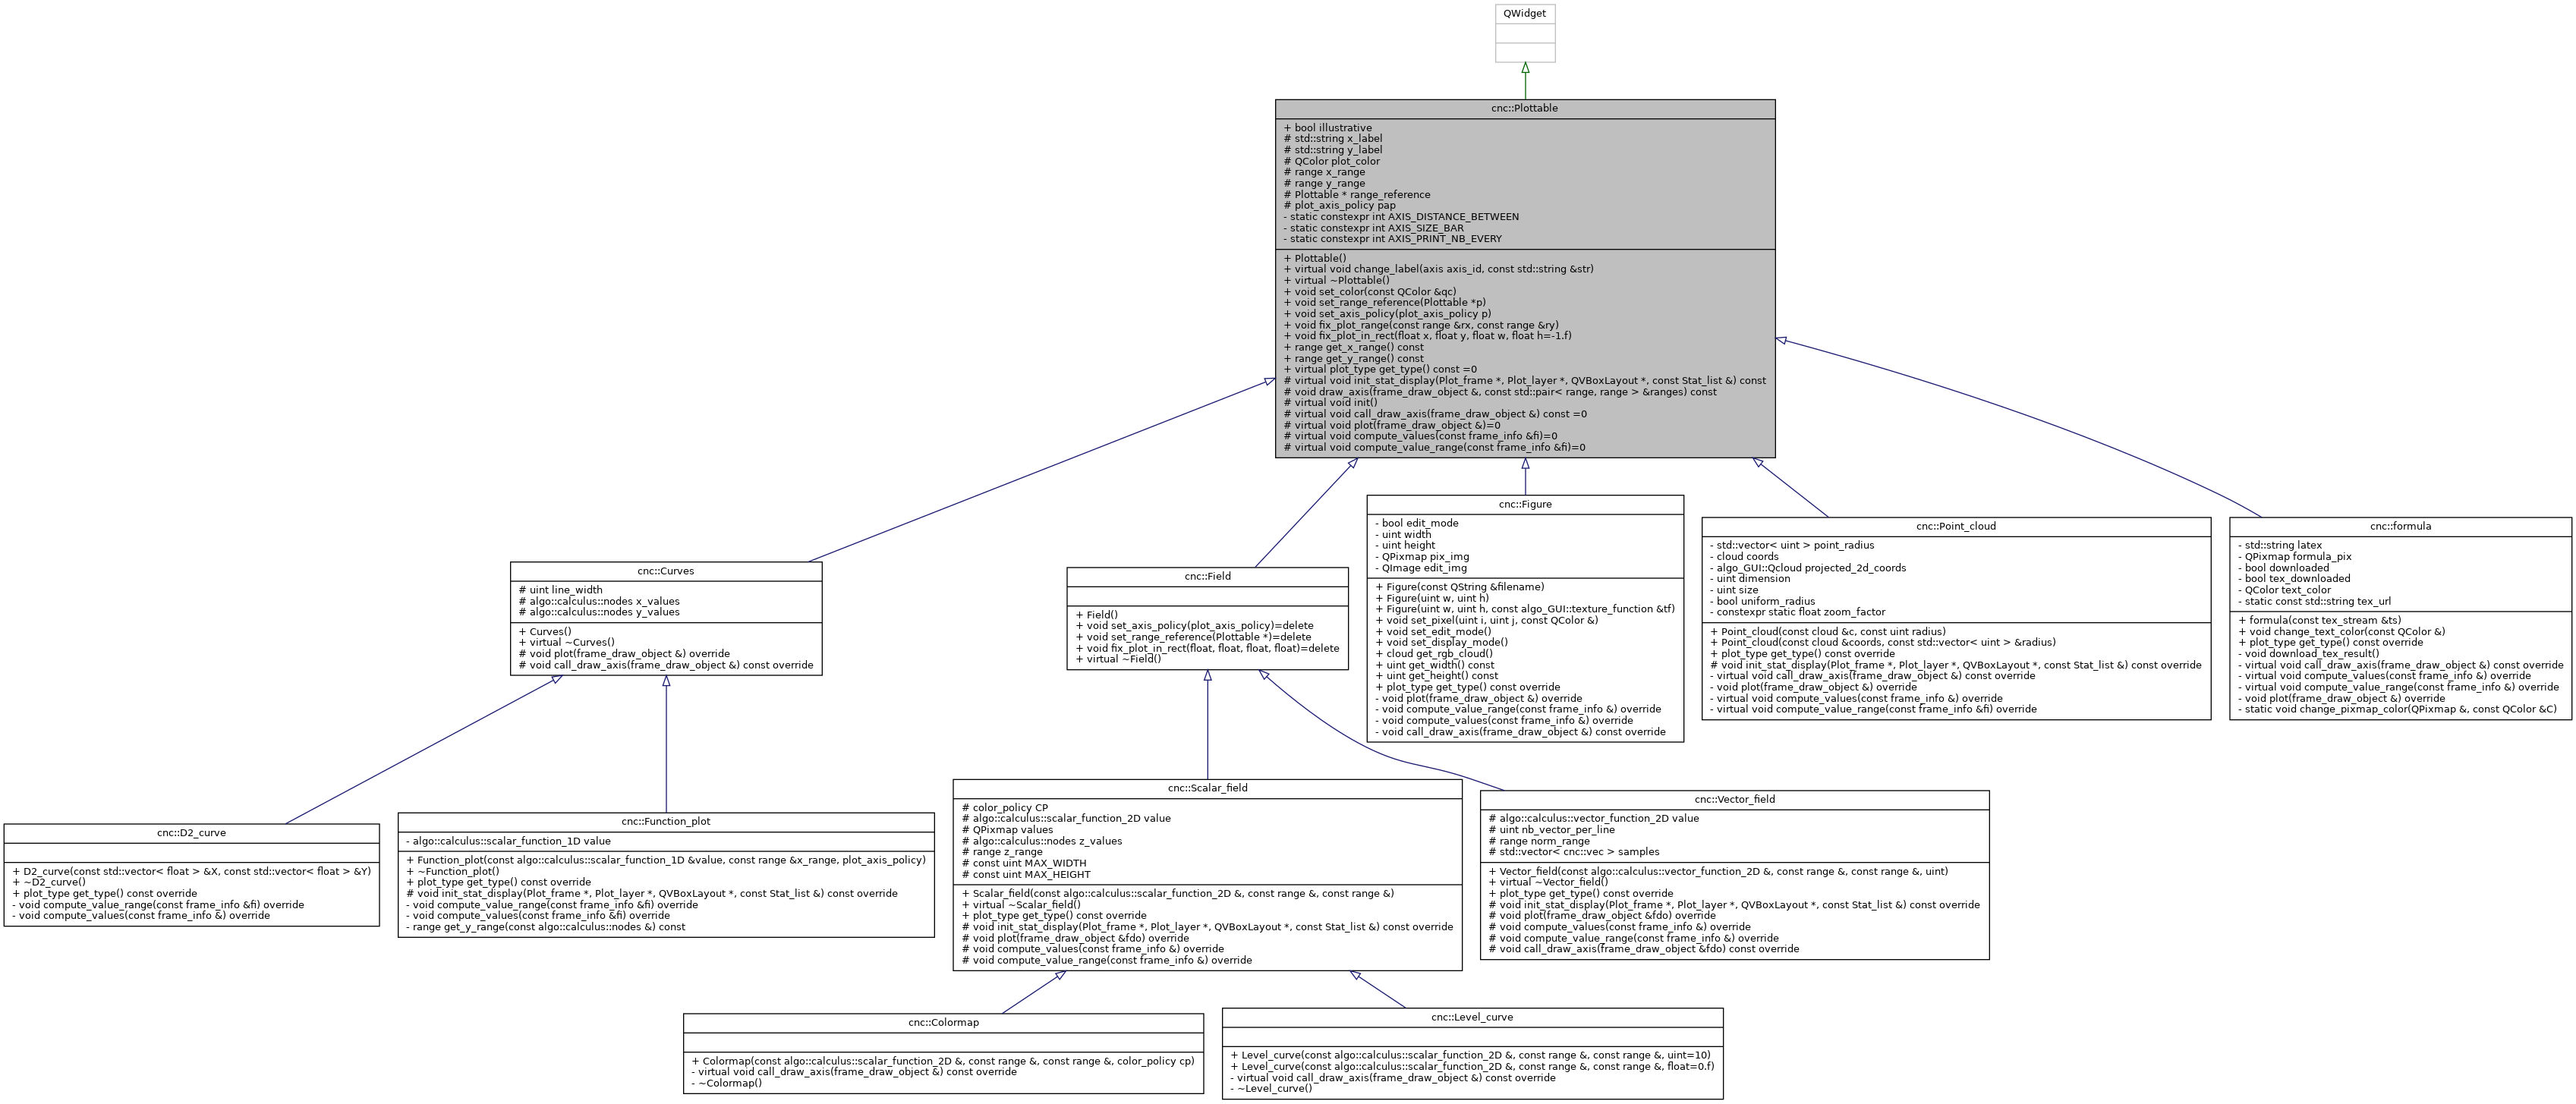 QWidget
cnc::Plottable
+ bool illustrative
# std::string x_label
# std::string y_label
# QColor plot_color
# range x_range
# range y_range
# Plottable * range_reference
# plot_axis_policy pap
- static constexpr int AXIS_DISTANCE_BETWEEN
- static constexpr int AXIS_SIZE_BAR
- static constexpr int AXIS_PRINT_NB_EVERY
+ Plottable()
+ virtual void change_label(axis axis_id, const std::string &str)
+ virtual ~Plottable()
+ void set_color(const QColor &qc)
+ void set_range_reference(Plottable *p)
+ void set_axis_policy(plot_axis_policy p)
+ void fix_plot_range(const range &rx, const range &ry)
+ void fix_plot_in_rect(float x, float y, float w, float h=-1.f)
+ range get_x_range() const
+ range get_y_range() const
+ virtual plot_type get_type() const =0
# virtual void init_stat_display(Plot_frame *, Plot_layer *, QVBoxLayout *, const Stat_list &) const
# void draw_axis(frame_draw_object &, const std::pair< range, range > &ranges) const
# virtual void init()
# virtual void call_draw_axis(frame_draw_object &) const =0
# virtual void plot(frame_draw_object &)=0
# virtual void compute_values(const frame_info &fi)=0
# virtual void compute_value_range(const frame_info &fi)=0
cnc::Curves
# uint line_width
# algo::calculus::nodes x_values
# algo::calculus::nodes y_values
+ Curves()
+ virtual ~Curves()
# void plot(frame_draw_object &) override
# void call_draw_axis(frame_draw_object &) const override
cnc::Field
+ Field()
+ void set_axis_policy(plot_axis_policy)=delete
+ void set_range_reference(Plottable *)=delete
+ void fix_plot_in_rect(float, float, float, float)=delete
+ virtual ~Field()
cnc::Figure
- bool edit_mode
- uint width
- uint height
- QPixmap pix_img
- QImage edit_img
+ Figure(const QString &filename)
+ Figure(uint w, uint h)
+ Figure(uint w, uint h, const algo_GUI::texture_function &tf)
+ void set_pixel(uint i, uint j, const QColor &)
+ void set_edit_mode()
+ void set_display_mode()
+ cloud get_rgb_cloud()
+ uint get_width() const
+ uint get_height() const
+ plot_type get_type() const override
- void plot(frame_draw_object &) override
- void compute_value_range(const frame_info &) override
- void compute_values(const frame_info &) override
- void call_draw_axis(frame_draw_object &) const override
cnc::Point_cloud
- std::vector< uint > point_radius
- cloud coords
- algo_GUI::Qcloud projected_2d_coords
- uint dimension
- uint size
- bool uniform_radius
- constexpr static float zoom_factor
+ Point_cloud(const cloud &c, const uint radius)
+ Point_cloud(const cloud &coords, const std::vector< uint > &radius)
+ plot_type get_type() const override
# void init_stat_display(Plot_frame *, Plot_layer *, QVBoxLayout *, const Stat_list &) const override
- virtual void call_draw_axis(frame_draw_object &) const override
- void plot(frame_draw_object &) override
- virtual void compute_values(const frame_info &) override
- virtual void compute_value_range(const frame_info &fi) override
cnc::formula
- std::string latex
- QPixmap formula_pix
- bool downloaded
- bool tex_downloaded
- QColor text_color
- static const std::string tex_url
+ formula(const tex_stream &ts)
+ void change_text_color(const QColor &)
+ plot_type get_type() const override
- void download_tex_result()
- virtual void call_draw_axis(frame_draw_object &) const override
- virtual void compute_values(const frame_info &) override
- virtual void compute_value_range(const frame_info &) override
- void plot(frame_draw_object &) override
- static void change_pixmap_color(QPixmap &, const QColor &C)
cnc::D2_curve
+ D2_curve(const std::vector< float > &X, const std::vector< float > &Y)
+ ~D2_curve()
+ plot_type get_type() const override
- void compute_value_range(const frame_info &fi) override
- void compute_values(const frame_info &) override
cnc::Function_plot
- algo::calculus::scalar_function_1D value
+ Function_plot(const algo::calculus::scalar_function_1D &value, const range &x_range, plot_axis_policy)
+ ~Function_plot()
+ plot_type get_type() const override
# void init_stat_display(Plot_frame *, Plot_layer *, QVBoxLayout *, const Stat_list &) const override
- void compute_value_range(const frame_info &fi) override
- void compute_values(const frame_info &fi) override
- range get_y_range(const algo::calculus::nodes &) const
cnc::Scalar_field
# color_policy CP
# algo::calculus::scalar_function_2D value
# QPixmap values
# algo::calculus::nodes z_values
# range z_range
# const uint MAX_WIDTH
# const uint MAX_HEIGHT
+ Scalar_field(const algo::calculus::scalar_function_2D &, const range &, const range &)
+ virtual ~Scalar_field()
+ plot_type get_type() const override
# void init_stat_display(Plot_frame *, Plot_layer *, QVBoxLayout *, const Stat_list &) const override
# void plot(frame_draw_object &fdo) override
# void compute_values(const frame_info &) override
# void compute_value_range(const frame_info &) override
cnc::Vector_field
# algo::calculus::vector_function_2D value
# uint nb_vector_per_line
# range norm_range
# std::vector< cnc::vec > samples
+ Vector_field(const algo::calculus::vector_function_2D &, const range &, const range &, uint)
+ virtual ~Vector_field()
+ plot_type get_type() const override
# void init_stat_display(Plot_frame *, Plot_layer *, QVBoxLayout *, const Stat_list &) const override
# void plot(frame_draw_object &fdo) override
# void compute_values(const frame_info &) override
# void compute_value_range(const frame_info &) override
# void call_draw_axis(frame_draw_object &fdo) const override
cnc::Colormap
+ Colormap(const algo::calculus::scalar_function_2D &, const range &, const range &, color_policy cp)
- virtual void call_draw_axis(frame_draw_object &) const override
- ~Colormap()
cnc::Level_curve
+ Level_curve(const algo::calculus::scalar_function_2D &, const range &, const range &, uint=10)
+ Level_curve(const algo::calculus::scalar_function_2D &, const range &, const range &, float=0.f)
- virtual void call_draw_axis(frame_draw_object &) const override
- ~Level_curve()